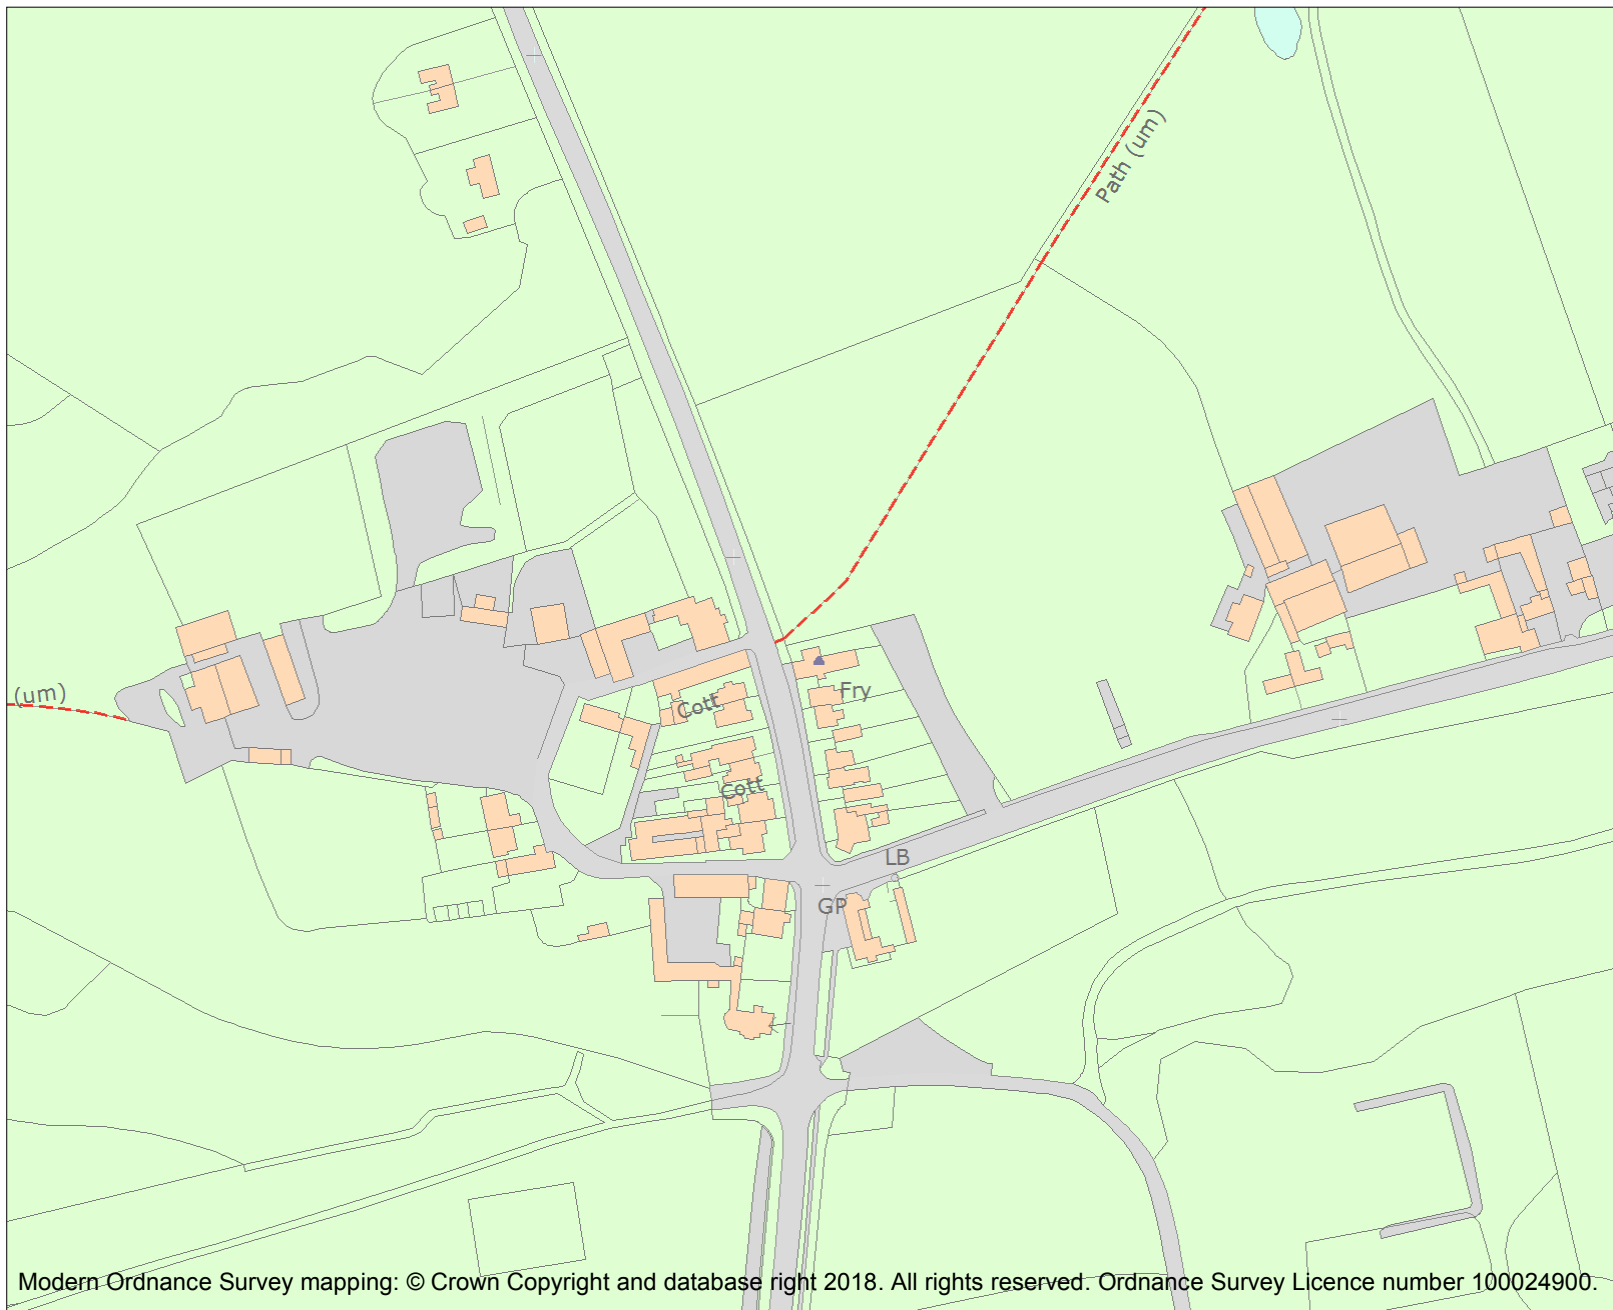 Path (um)
(um)
Fry
Cott
Cott
LB
GP
Modern Ordnance Survey mapping: © Crown Copyright and database right 2018. All rights reserved. Ordnance Survey Licence number 100024900.